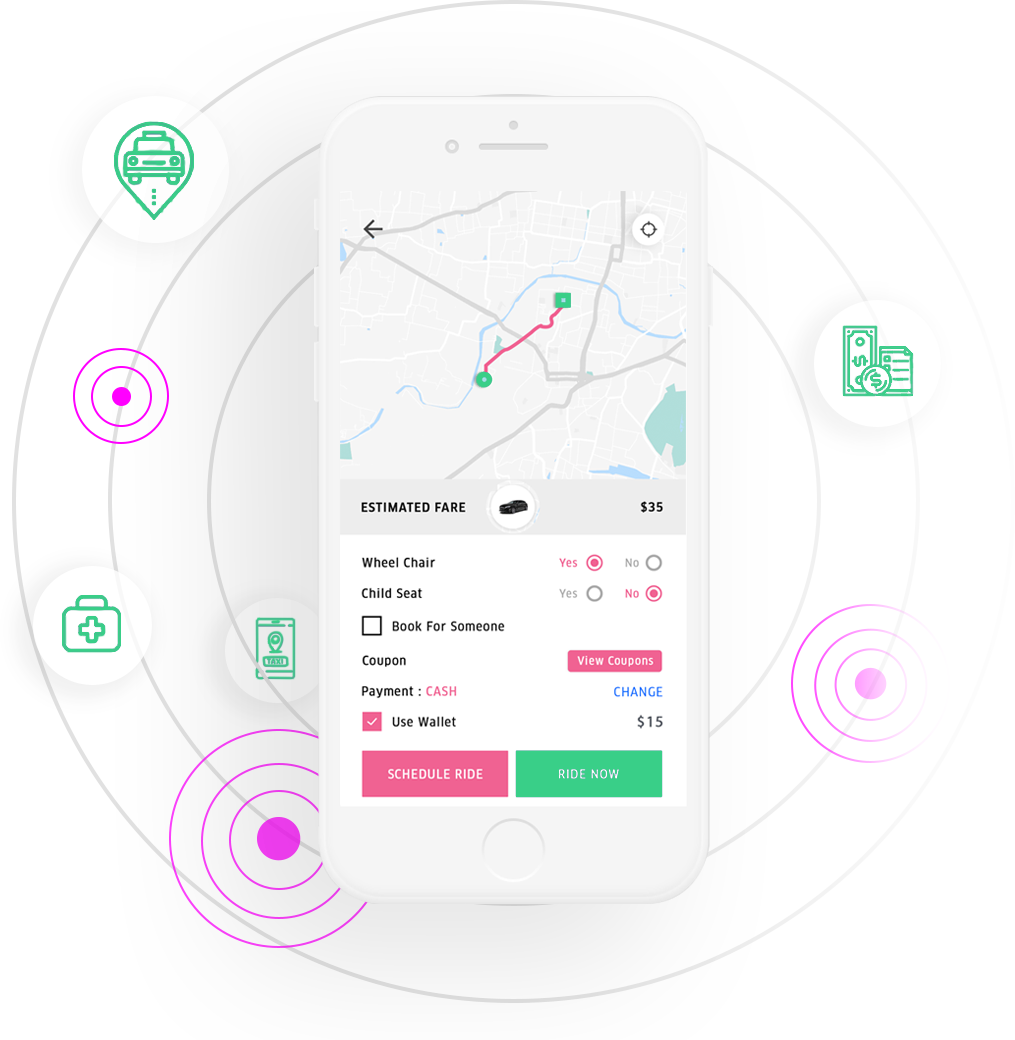 ESTIMATED FARE $35
Wheel Chair Yes No
Child Seat Yes No
Book For Someone
Coupon View Coupons
Payment : CASH CHANGE
Use Wallet $15
SCHEDULE RIDE RIDE NOW
TAXI